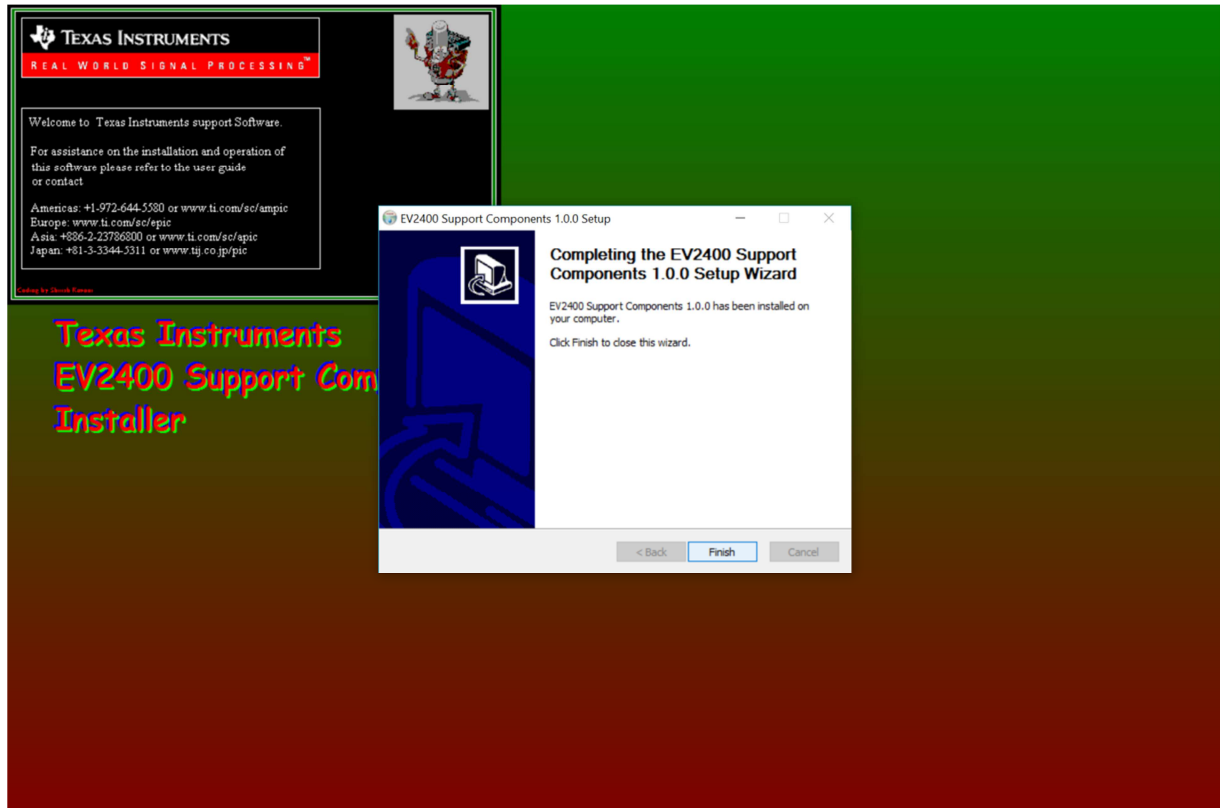 TEXAS INSTRUMENTS
REAL WORLD SIGNAL PROCESSING™
Welcome to Texas Instruments support Software.
For assistance on the installation and operation of
this software please refer to the user guide
or contact
Americas: +1-972-644-5580 or www.ti.com/sc/ampic
Europe: www.ti.com/sc/epic
Asia: +886-2-23786800 or www.ti.com/sc/apic
Japan: +81-3-3344-5311 or www.tij.co.jp/pic
Texas Instruments
EV2400 Support Com
Installer
EV2400 Support Components 1.0.0 Setup
Completing the EV2400 Support
Components 1.0.0 Setup Wizard
EV2400 Support Components 1.0.0 has been installed on
your computer.
Click Finish to close this wizard.
< Back
Finish
Cancel